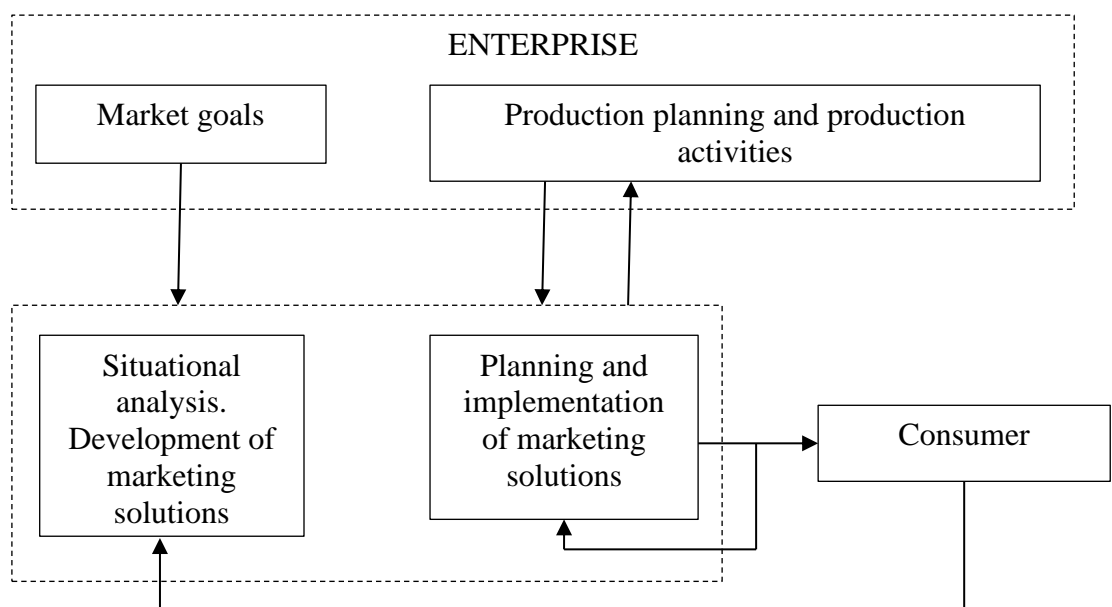 ENTERPRISE
Market goals
Production planning and production
activities
Situational
analysis.
Development of
marketing
solutions
Planning and
implementation
of marketing
solutions
Consumer